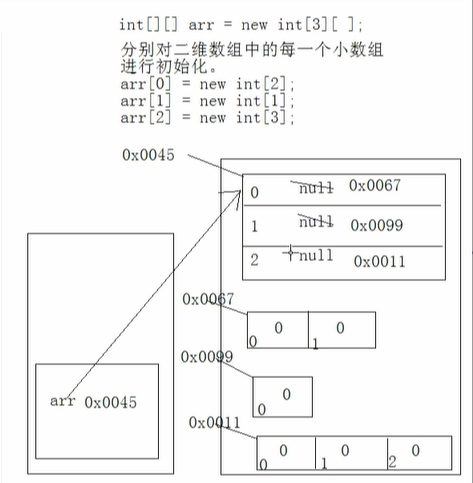 int[][] arr = new int[3][ ];
分别对二维数组中的每一个小数组
进行初始化。
arr[0] = new int[2];
arr[1] = new int[1];
arr[2] = new int[3];
0x0045
0 null 0x0067
1 null 0x0099
2 null 0x0011
0x0067
0 0
0 1
0x0099
0
0
arr 0x0045
0x0011
0 0 0
0 1 2